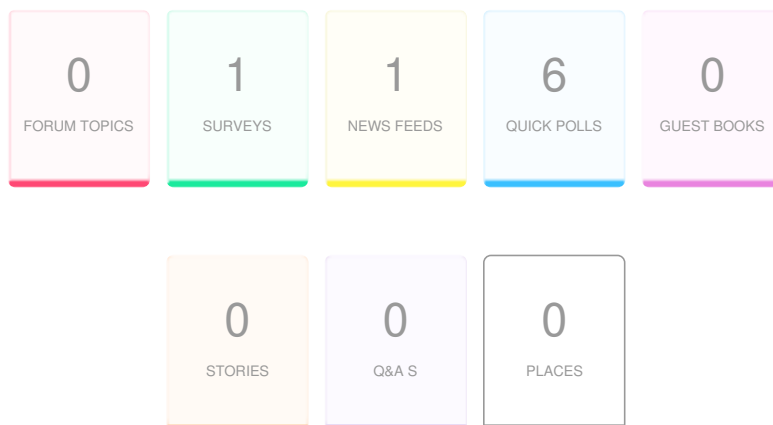 0
FORUM TOPICS
1
SURVEYS
1
NEWS FEEDS
6
QUICK POLLS
0
GUEST BOOKS
0
STORIES
0
Q&A S
0
PLACES